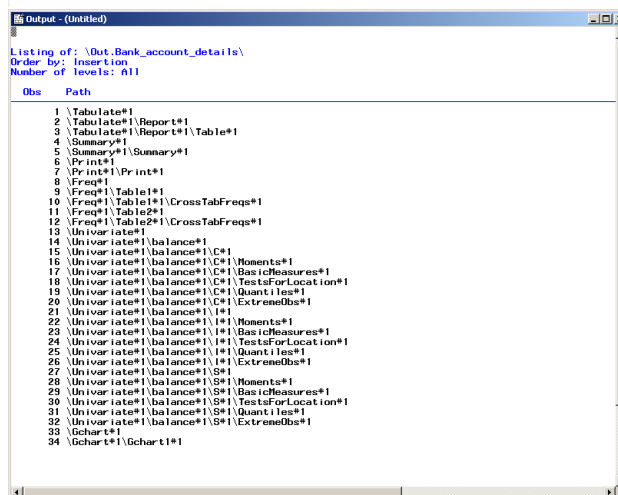 Output - (Untitled)
Listing of: \Out.Bank_account_details\
Order by: Insertion
Number of levels: All
Obs Path
1 \Tabulate#1
2 \Tabulate#1\Report#1
3 \Tabulate#1\Report#1\Table#1
4 \Summary#1
5 \Summary#1\Summary#1
6 \Print#1
7 \Print#1\Print#1
8 \Freq#1
9 \Freq#1\Table1#1
10 \Freq#1\Table1#1\CrossTabFreqs#1
11 \Freq#1\Table2#1
12 \Freq#1\Table2#1\CrossTabFreqs#1
13 \Univariate#1
14 \Univariate#1\balance#1
15 \Univariate#1\balance#1\C#1
16 \Univariate#1\balance#1\C#1\Moments#1
17 \Univariate#1\balance#1\C#1\BasicMeasures#1
18 \Univariate#1\balance#1\C#1\TestsForLocation#1
19 \Univariate#1\balance#1\C#1\Quantiles#1
20 \Univariate#1\balance#1\C#1\ExtremeObs#1
21 \Univariate#1\balance#1\I#1
22 \Univariate#1\balance#1\I#1\Moments#1
23 \Univariate#1\balance#1\I#1\BasicMeasures#1
24 \Univariate#1\balance#1\I#1\TestsForLocation#1
25 \Univariate#1\balance#1\I#1\Quantiles#1
26 \Univariate#1\balance#1\I#1\ExtremeObs#1
27 \Univariate#1\balance#1\S#1
28 \Univariate#1\balance#1\S#1\Moments#1
29 \Univariate#1\balance#1\S#1\BasicMeasures#1
30 \Univariate#1\balance#1\S#1\TestsForLocation#1
31 \Univariate#1\balance#1\S#1\Quantiles#1
32 \Univariate#1\balance#1\S#1\ExtremeObs#1
33 \Gchart#1
34 \Gchart#1\Gchart1#1